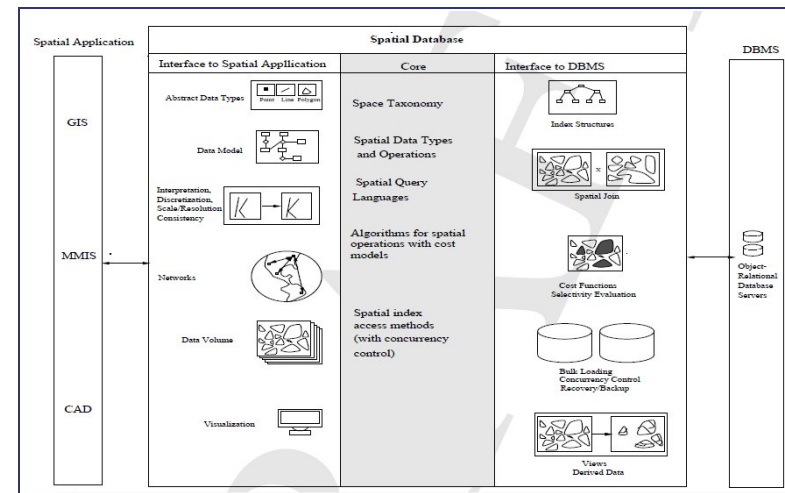 Spatial Application
Spatial Database
DBMS
Interface to Spatial Appllication
Core
Interface to DBMS
GIS
MMIS
CAD
Abstract Data Types
Point Line Polygon
Data Model
Interpretation,
Discretization,
Scale/Resolution
Consistency
Networks
Data Volume
Visualization
Space Taxonomy
Spatial Data Types
and Operations
Spatial Query
Languages
Algorithms for spatial
operations with cost
models
Spatial index
access methods
(with concurrency
control)
Index Structures
x
Spatial Join
Cost Functions
Selectivity Evaluation
Bulk Loading
Concurrency Control
Recovery/Backup
Views
Derived Data
Object-
Relational
Database
Servers